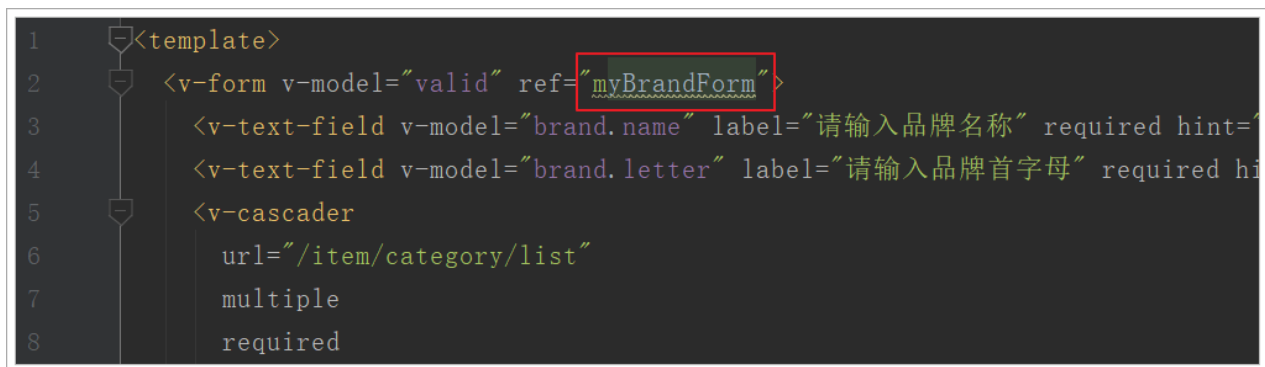 1 <template>
2 <v-form v-model="valid" ref="myBrandForm">
3 <v-text-field v-model="brand.name" label="请输入品牌名称" required hint="
4 <v-text-field v-model="brand.letter" label="请输入品牌首字母" required hi
5 <v-cascader
6 url="/item/category/list"
7 multiple
8 required